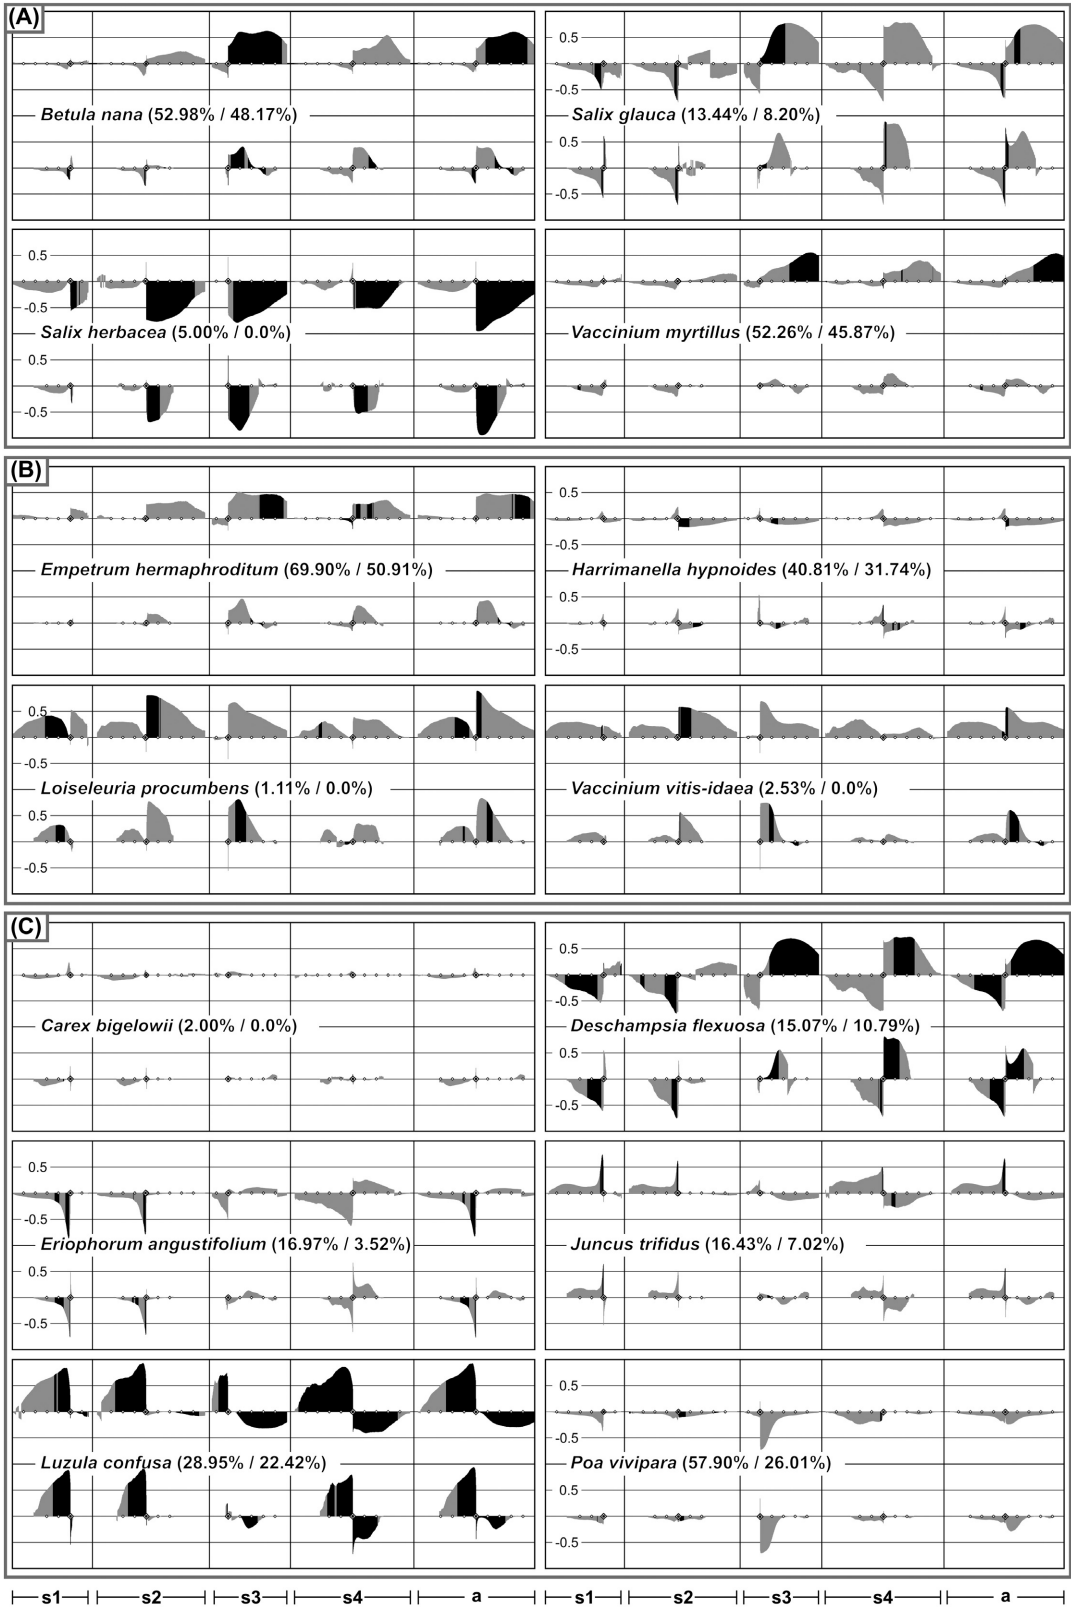 (A)
0.5
-0.5
Betula nana (52.98% / 48.17%)
Salix glauca (13.44% / 8.20%)
0.5
-0.5
0.5
-0.5
Salix herbacea (5.00% / 0.0%)
Vaccinium myrtillus (52.26% / 45.87%)
0.5
-0.5
(B)
0.5
-0.5
Empetrum hermaphroditum (69.90% / 50.91%)
Harrimanella hypnoides (40.81% / 31.74%)
0.5
-0.5
0.5
-0.5
Loiseleuria procumbens (1.11% / 0.0%)
Vaccinium vitis-idaea (2.53% / 0.0%)
0.5
-0.5
(C)
0.5
-0.5
Carex bigelowii (2.00% / 0.0%)
Deschampsia flexuosa (15.07% / 10.79%)
0.5
-0.5
0.5
-0.5
Eriophorum angustifolium (16.97% / 3.52%)
Juncus trifidus (16.43% / 7.02%)
0.5
-0.5
0.5
-0.5
Luzula confusa (28.95% / 22.42%)
Poa vivipara (57.90% / 26.01%)
0.5
-0.5
s1 s2 s3 s4 a s1 s2 s3 s4 a